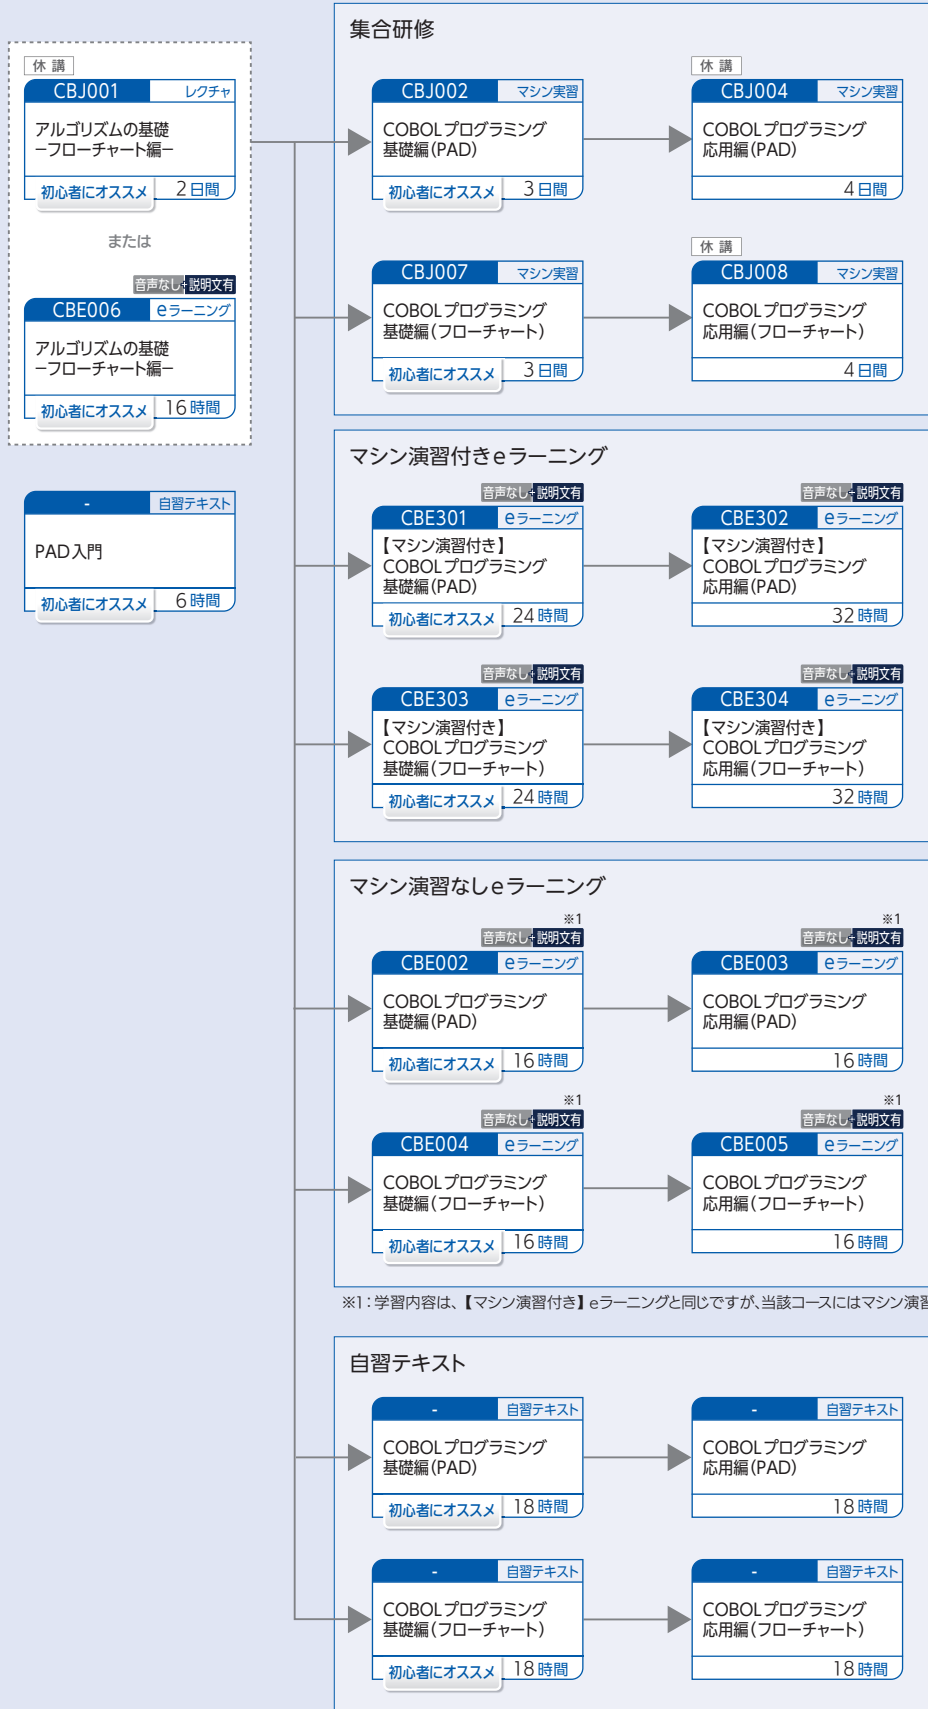 休 講
CBJ001 レクチャ
アルゴリズムの基礎
ーフローチャート編ー
初心者にオススメ 2日間
または
音声なし+説明文有
CBE006 eラーニング
アルゴリズムの基礎
ーフローチャート編ー
初心者にオススメ 16時間
- 自習テキスト
PAD入門
初心者にオススメ 6時間
集合研修
CBJ002 マシン実習
COBOLプログラミング
基礎編(PAD)
初心者にオススメ 3日間
休 講
CBJ004 マシン実習
COBOLプログラミング
応用編(PAD)
4日間
CBJ007 マシン実習
COBOLプログラミング
基礎編(フローチャート)
初心者にオススメ 3日間
休 講
CBJ008 マシン実習
COBOLプログラミング
応用編(フローチャート)
4日間
マシン演習付きeラーニング
音声なし+説明文有
CBE301 eラーニング
【マシン演習付き】
COBOLプログラミング
基礎編(PAD)
初心者にオススメ 24時間
音声なし+説明文有
CBE302 eラーニング
【マシン演習付き】
COBOLプログラミング
応用編(PAD)
32時間
音声なし+説明文有
CBE303 eラーニング
【マシン演習付き】
COBOLプログラミング
基礎編(フローチャート)
初心者にオススメ 24時間
音声なし+説明文有
CBE304 eラーニング
【マシン演習付き】
COBOLプログラミング
応用編(フローチャート)
32時間
マシン演習なしeラーニング
※1
音声なし+説明文有
CBE002 eラーニング
COBOLプログラミング
基礎編(PAD)
初心者にオススメ 16時間
※1
音声なし+説明文有
CBE003 eラーニング
COBOLプログラミング
応用編(PAD)
16時間
※1
音声なし+説明文有
CBE004 eラーニング
COBOLプログラミング
基礎編(フローチャート)
初心者にオススメ 16時間
※1
音声なし+説明文有
CBE005 eラーニング
COBOLプログラミング
応用編(フローチャート)
16時間
※1:学習内容は、【マシン演習付き】eラーニングと同じですが、当該コースにはマシン演習
自習テキスト
- 自習テキスト
COBOLプログラミング
基礎編(PAD)
初心者にオススメ 18時間
- 自習テキスト
COBOLプログラミング
応用編(PAD)
18時間
- 自習テキスト
COBOLプログラミング
基礎編(フローチャート)
初心者にオススメ 18時間
- 自習テキスト
COBOLプログラミング
応用編(フローチャート)
18時間